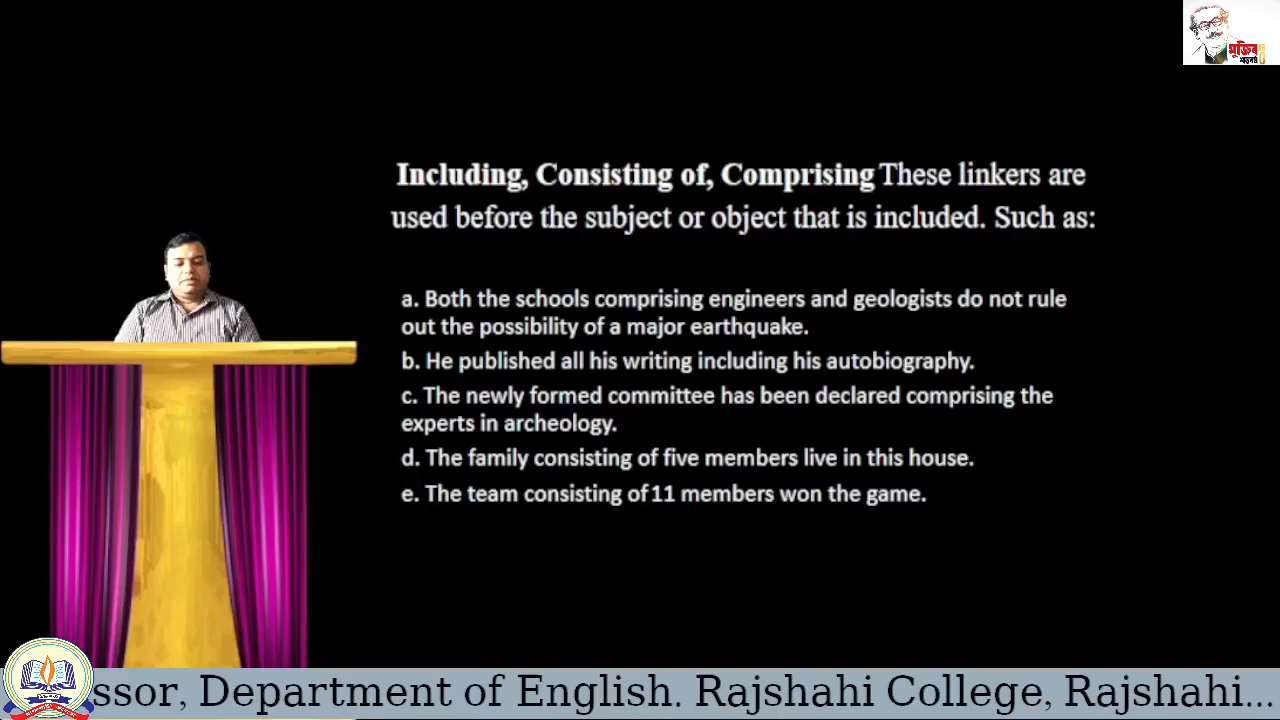 মুজিব
Including, Consisting of, Comprising These linkers are
used before the subject or object that is included. Such as:
a. Both the schools comprising engineers and geologists do not rule
out the possibility of a major earthquake.
b. He published all his writing including his autobiography.
c. The newly formed committee has been declared comprising the
experts in archeology.
d. The family consisting of five members live in this house.
e. The team consisting of 11 members won the game.
ssor, Department of English. Rajshahi College, Rajshahi...